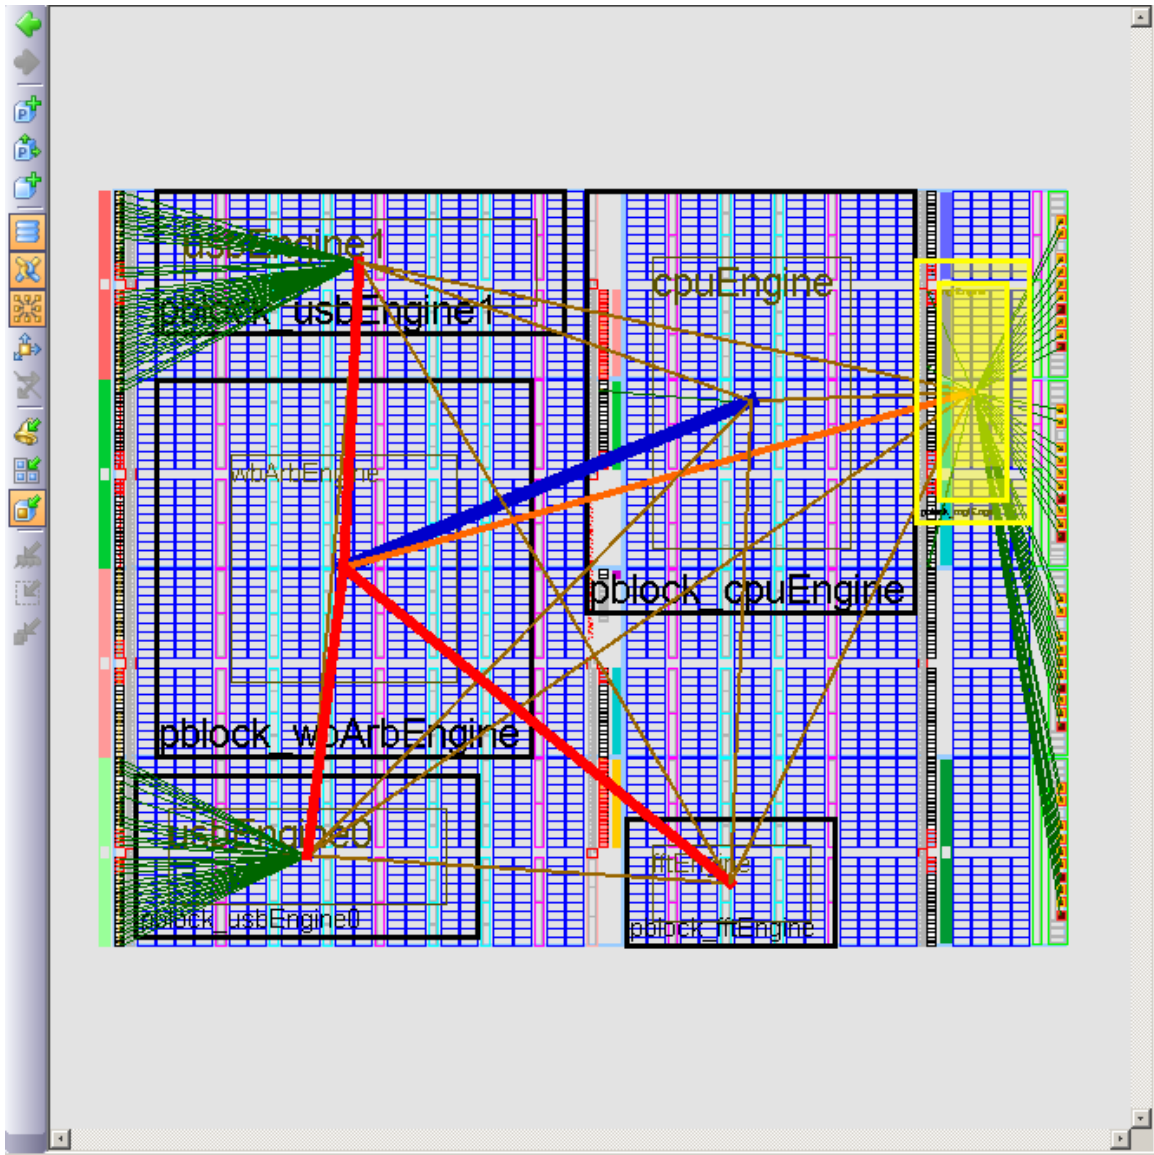 usbEngine1
pblock_usbEngine1
cpuEngine
wbArbEngine
pblock_cpuEngine
pblock_wbArbEngine
usbEngine0
pblock_usbEngine0
fftEngine
pblock_fftEngine